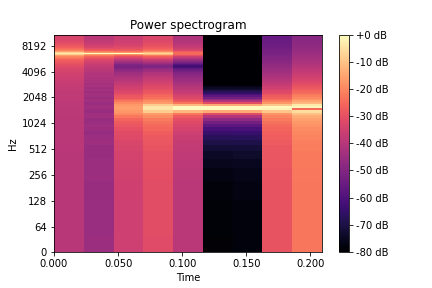 Power spectrogram
8192
4096
2048
1024
512
256
128
64
0
Hz
0.000 0.050 0.100 0.150 0.200
Time
+0 dB
-10 dB
-20 dB
-30 dB
-40 dB
-50 dB
-60 dB
-70 dB
-80 dB